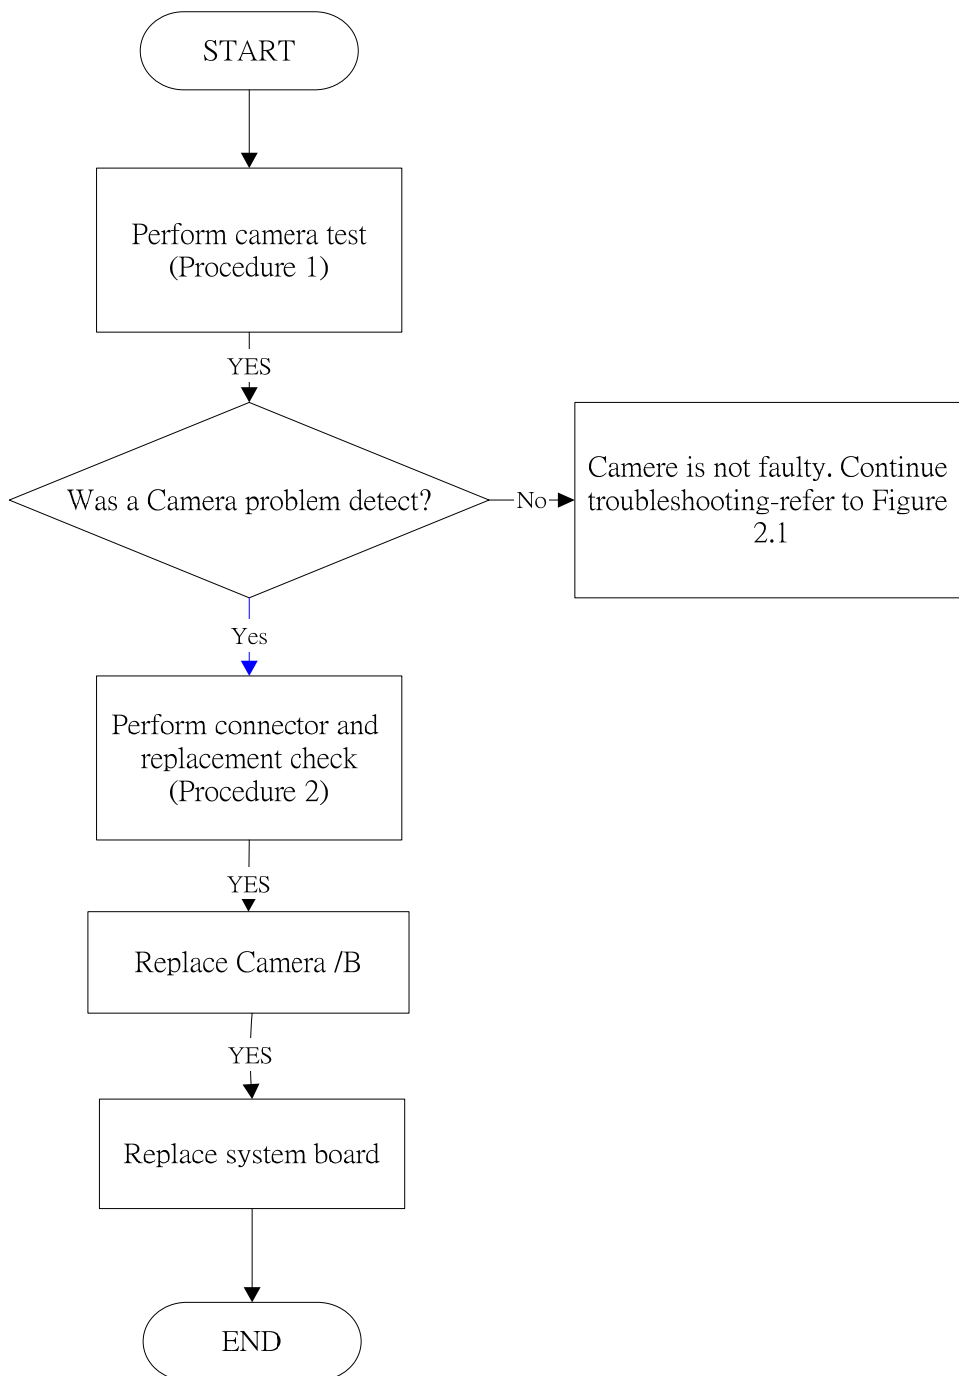 START
Perform camera test
(Procedure 1)
YES
Was a Camera problem detect?
No
Camere is not faulty. Continue
troubleshooting-refer to Figure
2.1
Yes
Perform connector and
replacement check
(Procedure 2)
YES
Replace Camera /B
YES
Replace system board
END